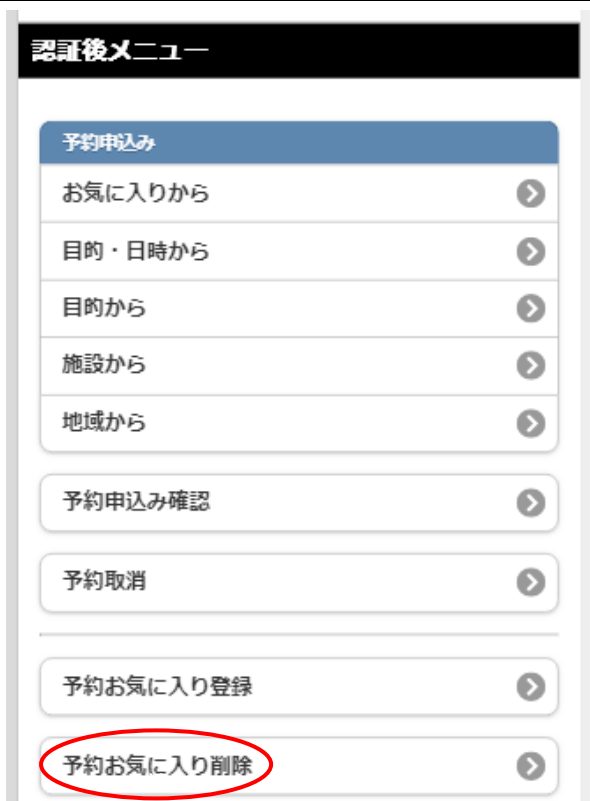 認証後メニュー
予約申込み
お気に入りから
目的・日時から
目的から
施設から
地域から
予約申込み確認
予約取消
予約お気に入り登録
予約お気に入り削除